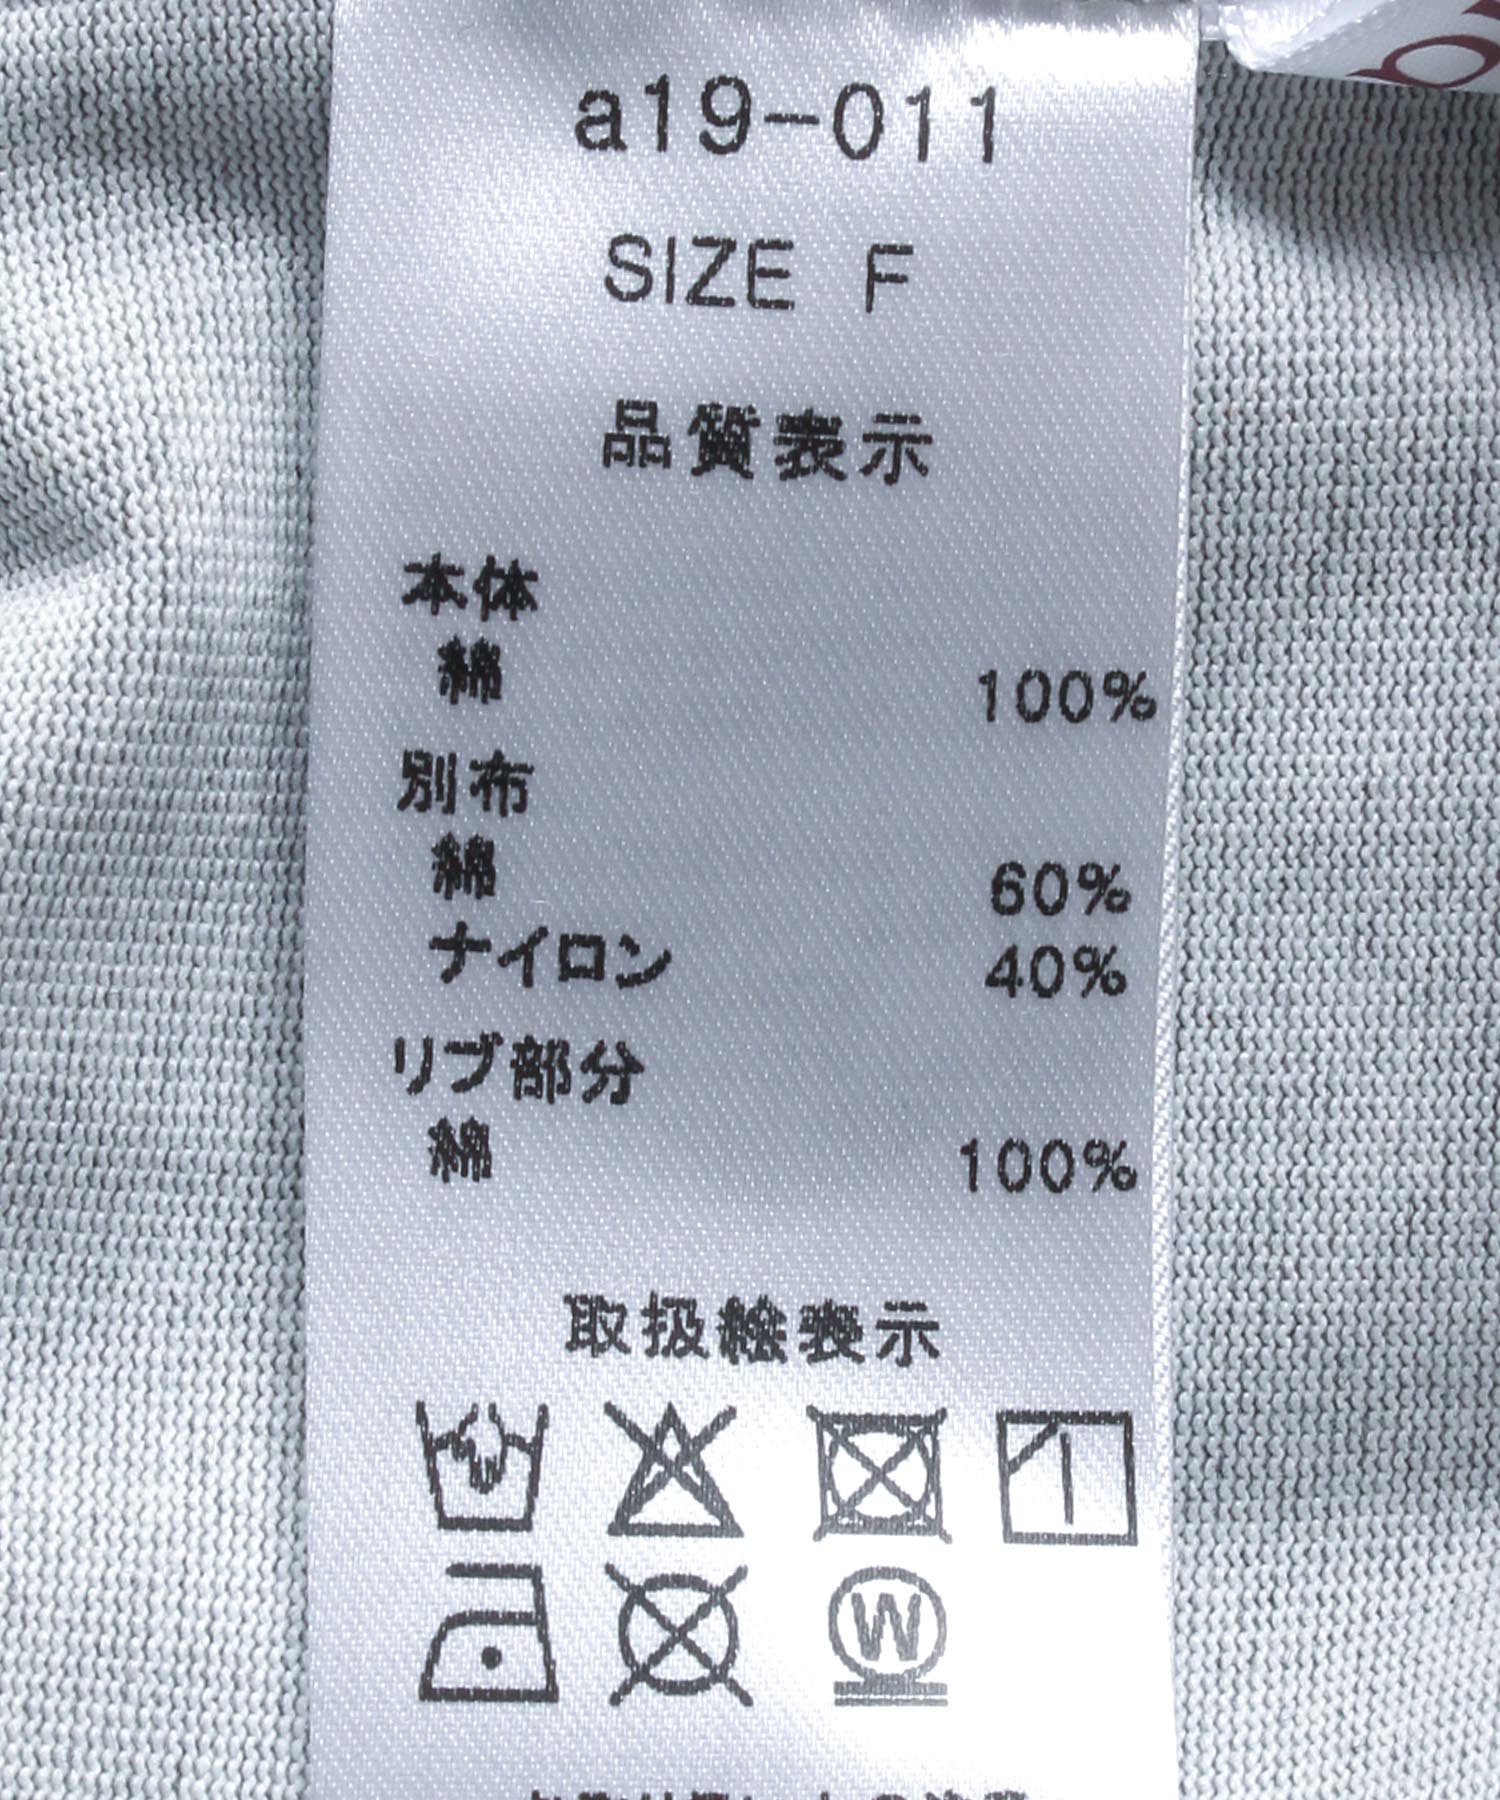 a19-011
SIZE F
品質表示
本体
綿 100%
別布
綿 60%
ナイロン 40%
リブ部分
綿 100%
取扱絵表示
W